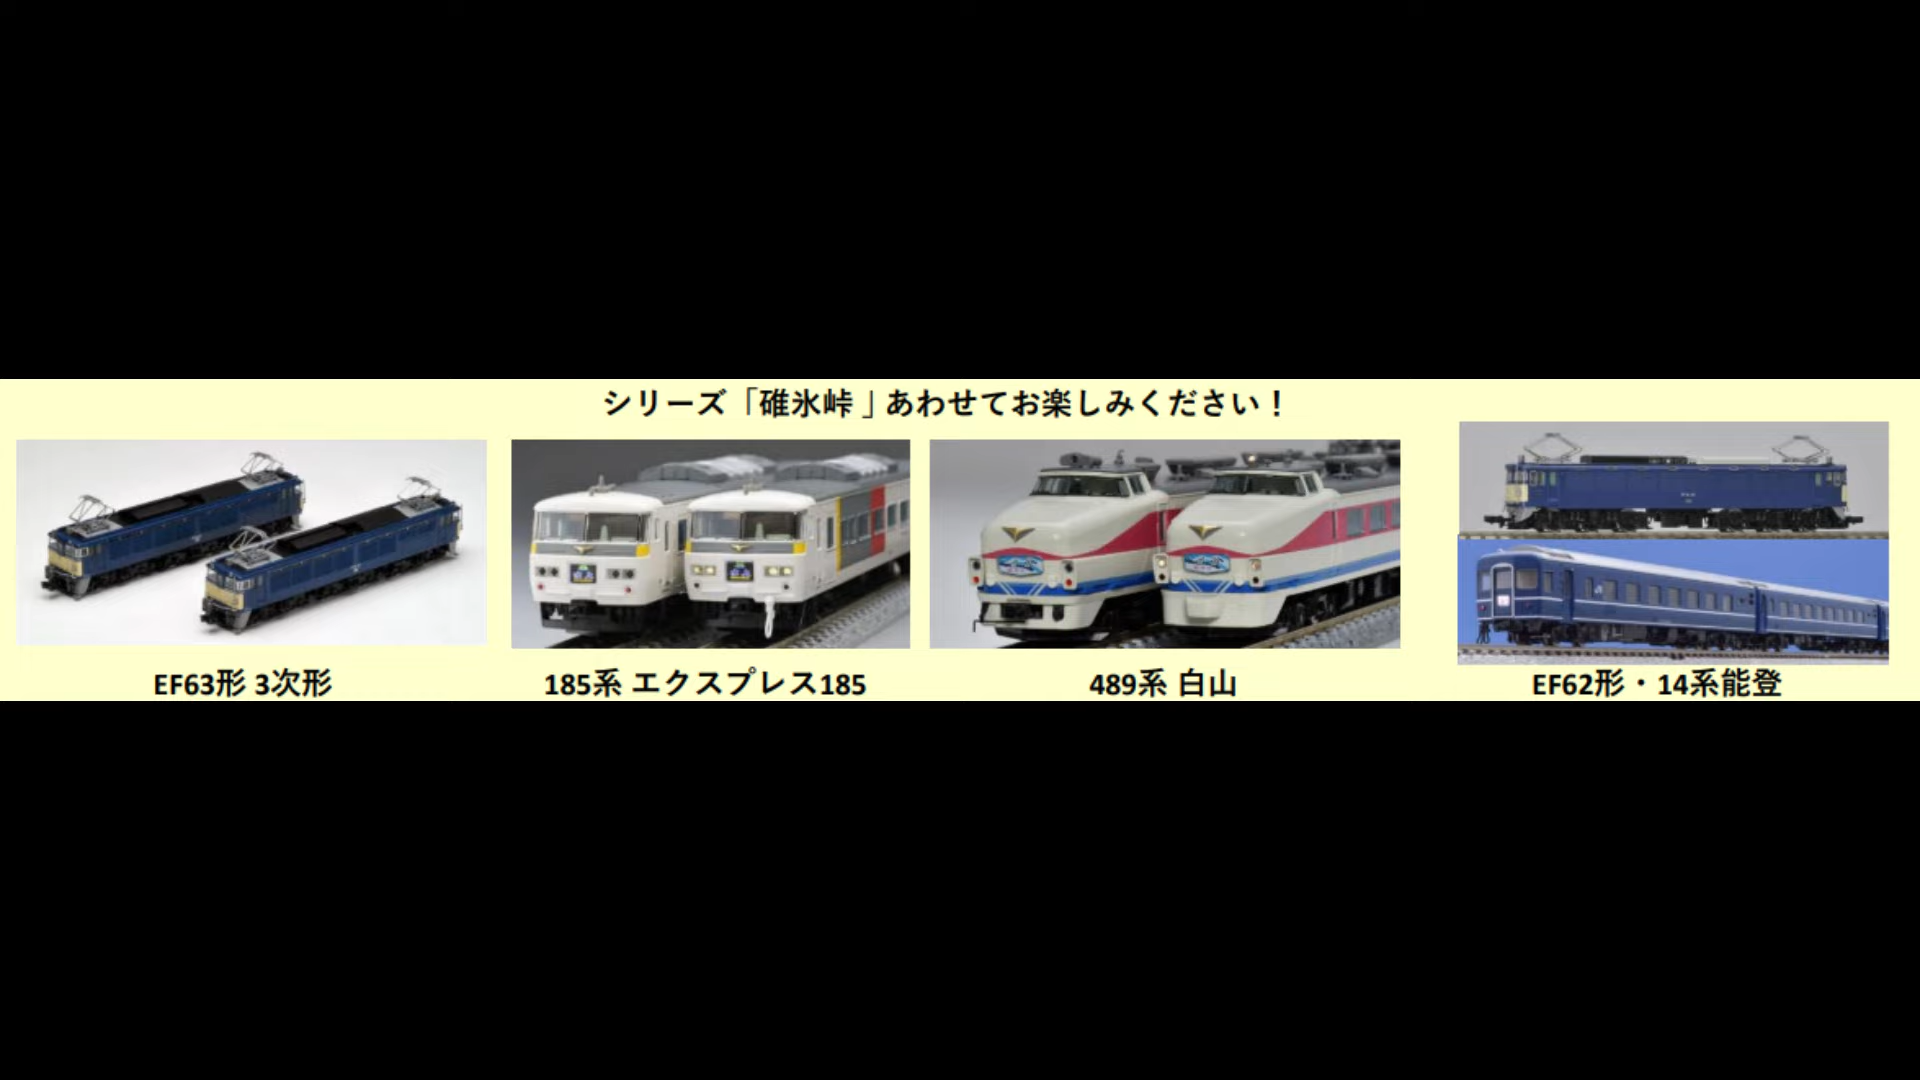 シリーズ「碓氷峠」あわせてお楽しみください！
EF63形 3次形
185系 エクスプレス185
489系 白山
EF62形・14系能登